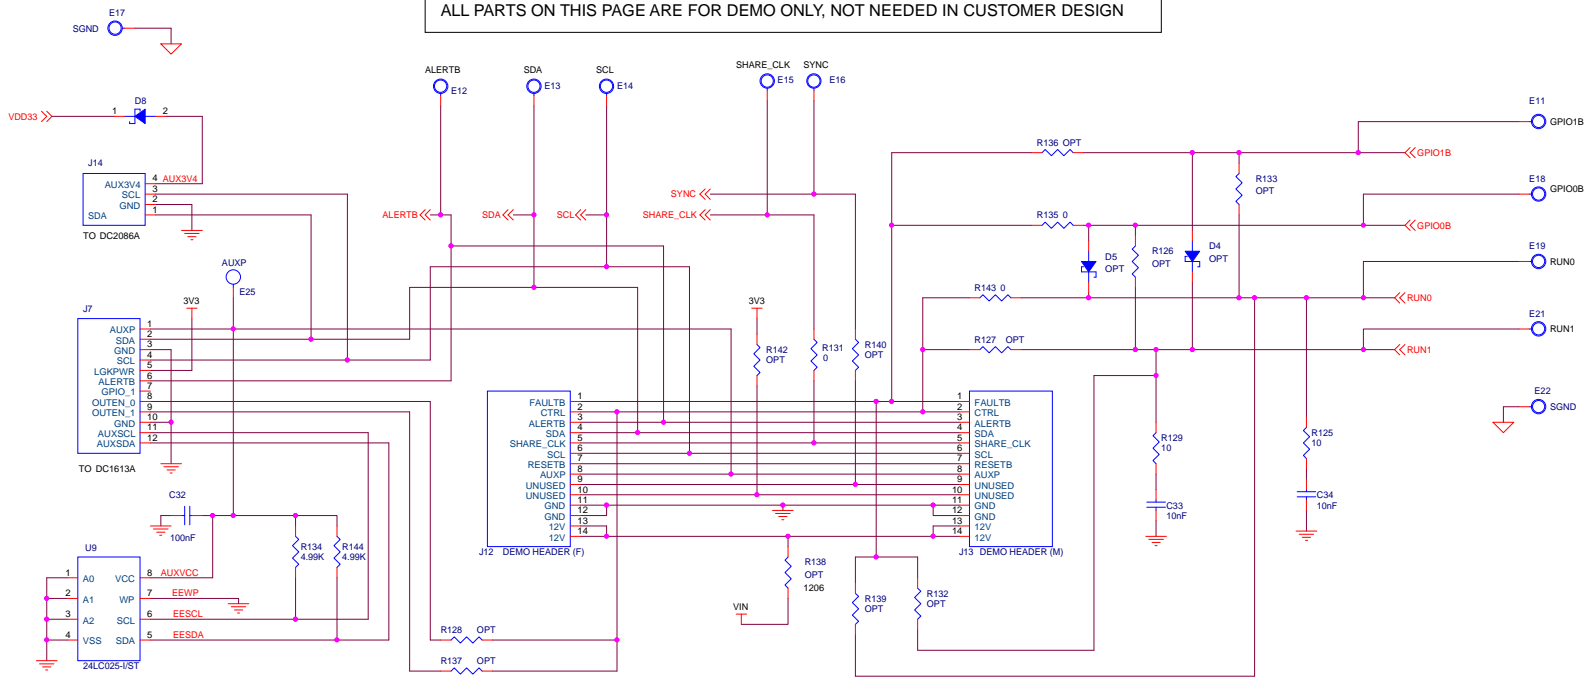 ALL PARTS ON THIS PAGE ARE FOR DEMO ONLY, NOT NEEDED IN CUSTOMER DESIGN
E17
SGND
ALERTB
E12
SDA
E13
SCL
E14
SHARE_CLK
E15
SYNC
E16
VDD33
1
D8
2
E11
GPIO1B
R136 OPT
GPIO1B
J14
AUX3V4
SCL
GND
SDA
4
3
2
1
AUX3V4
TO DC2086A
R133
OPT
E18
GPIO0B
SYNC
ALERTB
SDA
SCL
SHARE_CLK
R135 0
GPIO0B
D5
OPT
R126
OPT
D4
OPT
E19
RUN0
AUXP
E25
R143 0
RUN0
3V3
3V3
J7
AUXP
SDA
GND
SCL
LGKPWR
ALERTB
GPIO_1
OUTEN_0
OUTEN_1
GND
AUXSCL
AUXSDA
1
2
3
4
5
6
7
8
9
10
11
12
TO DC1613A
R142
OPT
R131
0
R140
OPT
R127 OPT
RUN1
E21
RUN1
E22
SGND
FAULTB
CTRL
ALERTB
SDA
SHARE_CLK
SCL
RESETB
AUXP
UNUSED
UNUSED
GND
GND
12V
12V
1
2
3
4
5
6
7
8
9
10
11
12
13
14
J12 DEMO HEADER (F)
1
2
3
4
5
6
7
8
9
10
11
12
13
14
FAULTB
CTRL
ALERTB
SDA
SHARE_CLK
SCL
RESETB
AUXP
UNUSED
UNUSED
GND
GND
12V
12V
J13 DEMO HEADER (M)
R129
10
R125
10
C33
10nF
C34
10nF
C32
100nF
R134
4.99K
R144
4.99K
U9
1
2
3
4
A0
A1
A2
VSS
VCC
WP
SCL
SDA
8
7
6
5
AUXVCC
EEWP
EESCL
EESDA
24LC025-I/ST
R138
OPT
1206
VIN
R139
OPT
R132
OPT
R128 OPT
R137 OPT